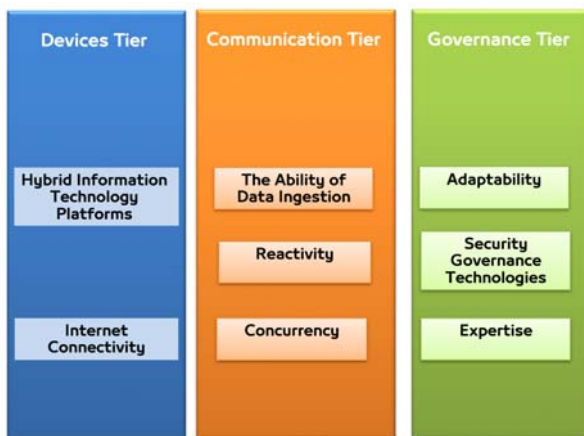 Devices Tier
Hybrid Information
Technology
Platforms
Internet
Connectivity
Communication Tier
The Ability of
Data Ingestion
Reactivity
Concurrency
Governance Tier
Adaptability
Security
Governance
Technologies
Expertise